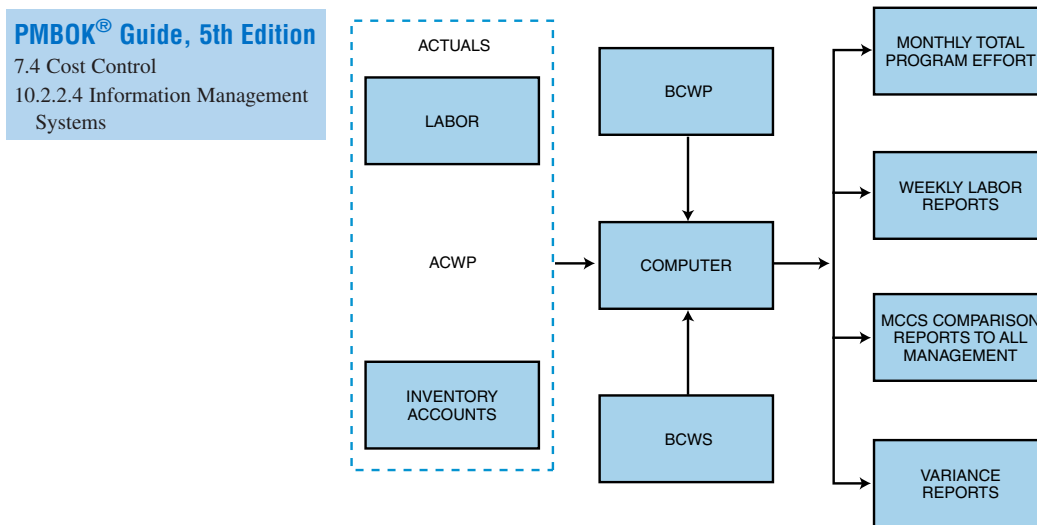 PMBOK® Guide, 5th Edition
7.4 Cost Control
10.2.2.4 Information Management
Systems
ACTUALS
LABOR
ACWP
INVENTORY
ACCOUNTS
BCWP
COMPUTER
BCWS
MONTHLY TOTAL
PROGRAM EFFORT
WEEKLY LABOR
REPORTS
MCCS COMPARISON
REPORTS TO ALL
MANAGEMENT
VARIANCE
REPORTS